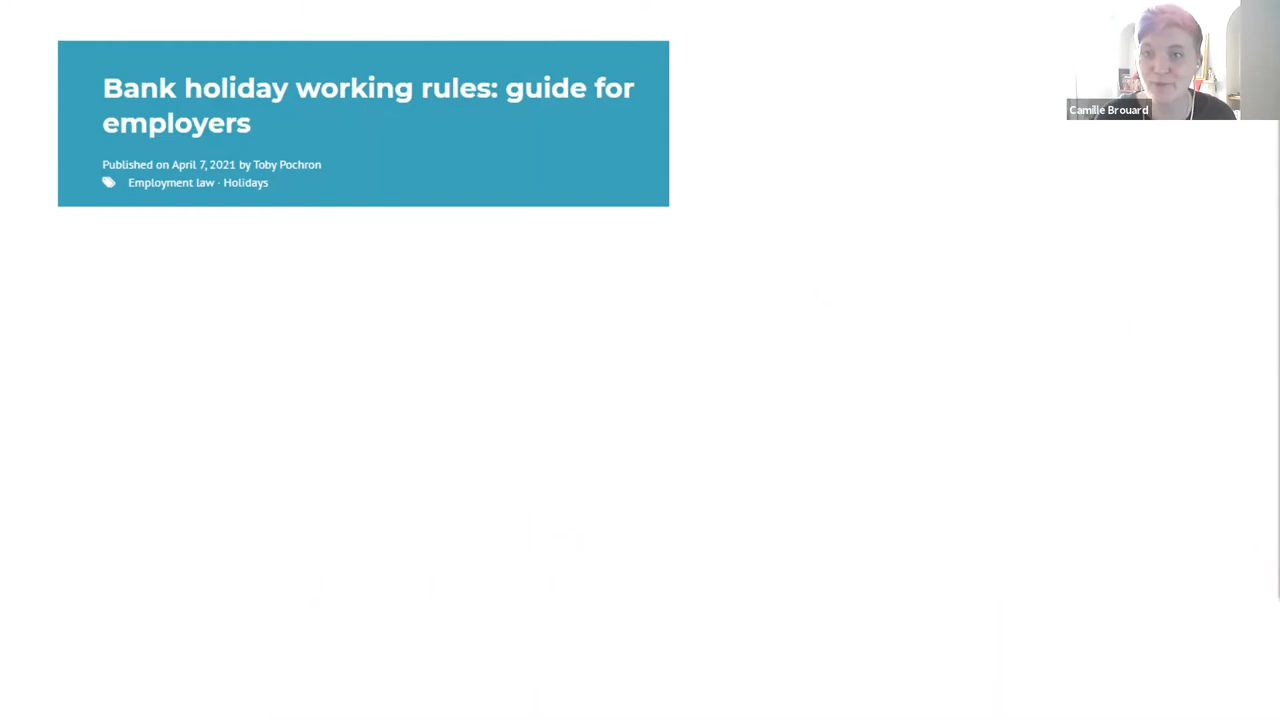 Bank holiday working rules: guide for
employers
Published on April 7, 2021 by Toby Pochron
Employment law · Holidays
Camille Brouard